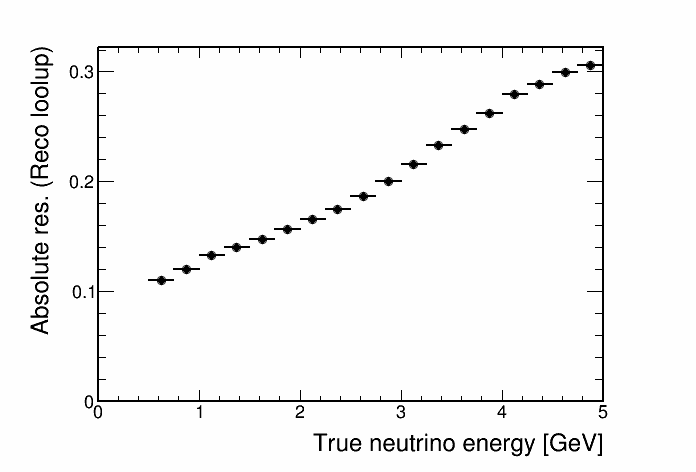 Absolute res. (Reco loolup)
0.3
0.2
0.1
0
0 1 2 3 4 5
True neutrino energy [GeV]